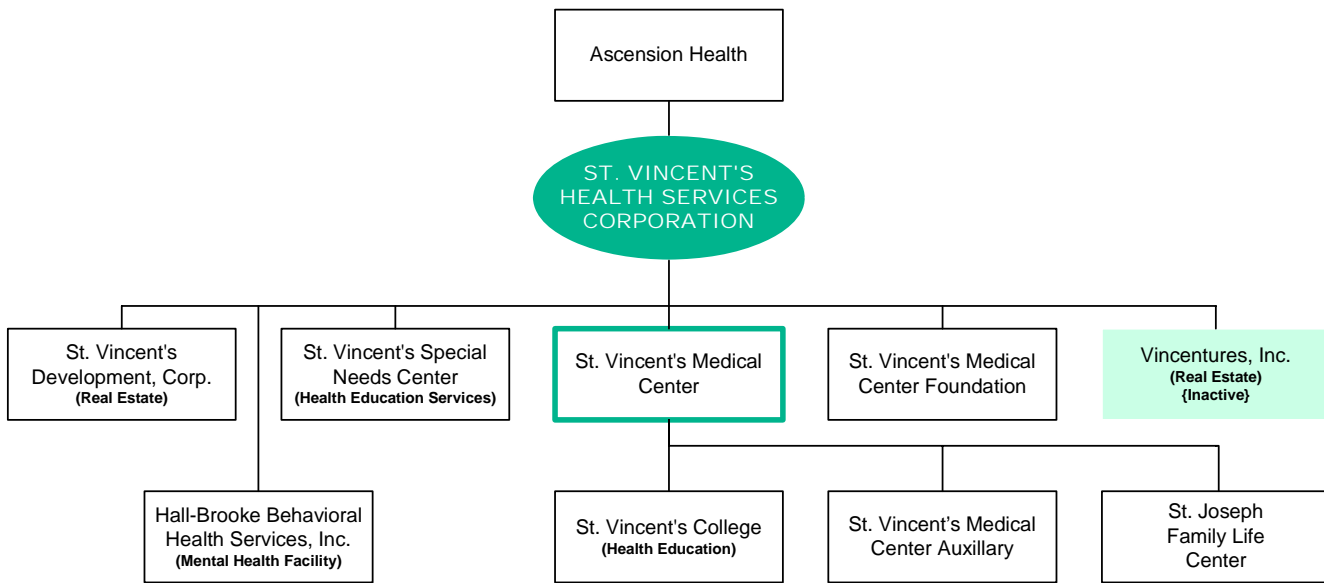 Ascension Health
ST. VINCENT'S
HEALTH SERVICES
CORPORATION
St. Vincent's
Development, Corp.
(Real Estate)
St. Vincent's Special
Needs Center
(Health Education Services)
St. Vincent's Medical
Center
St. Vincent's Medical
Center Foundation
Vincentures, Inc.
(Real Estate)
{Inactive}
Hall-Brooke Behavioral
Health Services, Inc.
(Mental Health Facility)
St. Vincent's College
(Health Education)
St. Vincent’s Medical
Center Auxillary
St. Joseph
Family Life
Center